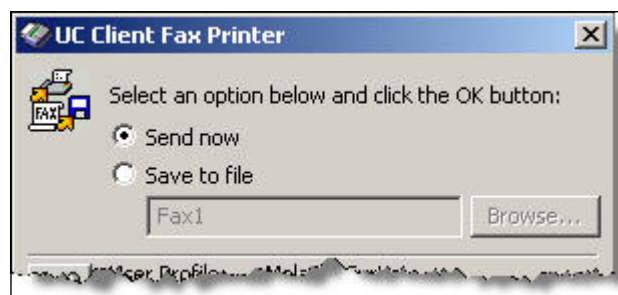 UC Client Fax Printer
Select an option below and click the OK button:
FAX
Send now
Save to file
Fax1
Browse...